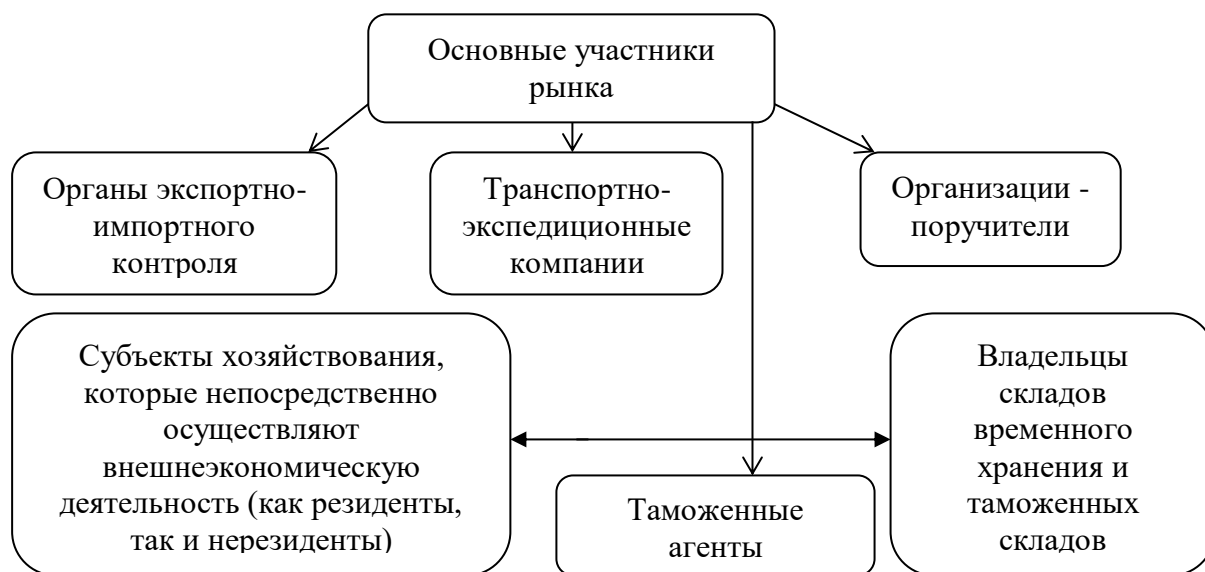 Основные участники
рынка
Органы экспортно-
импортного
контроля
Транспортно-
экспедиционные
компании
Организации -
поручители
Субъекты хозяйствования,
которые непосредственно
осуществляют
внешнеэкономическую
деятельность (как резиденты,
так и нерезиденты)
Таможенные
агенты
Владельцы
складов
временного
хранения и
таможенных
складов